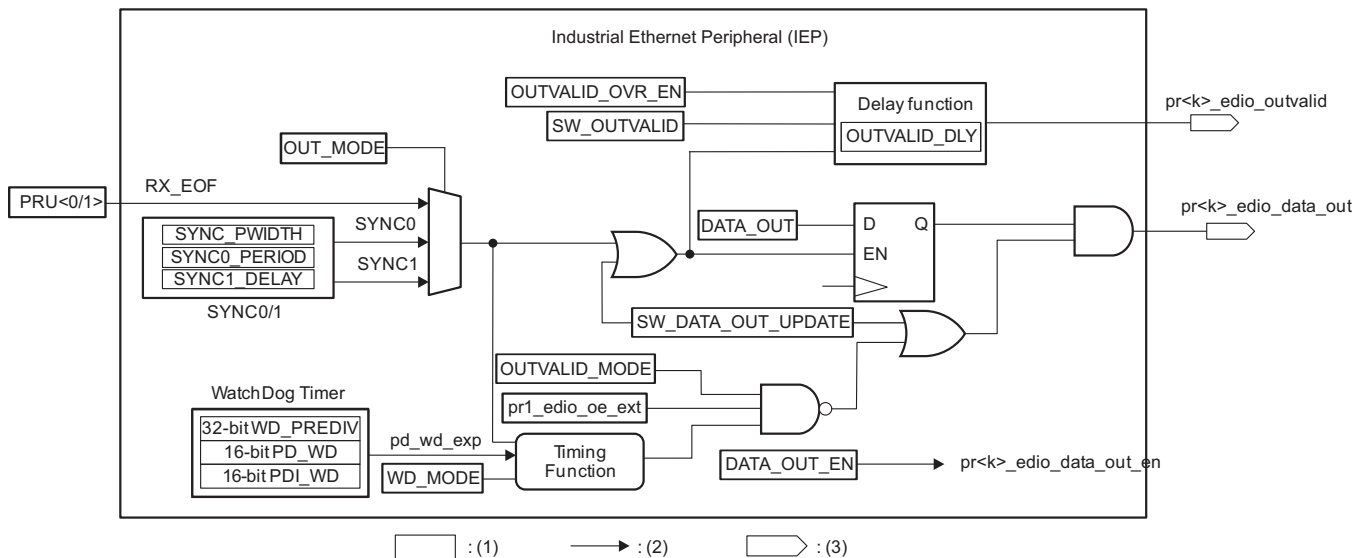 Industrial Ethernet Peripheral (IEP)
OUTVALID_OVR_EN
SW_OUTVALID
Delay function
OUTVALID_DLY
pr<k>_edio_outvalid
OUT_MODE
PRU<0/1>
RX_EOF
SYNC_PWIDTH
SYNC0_PERIOD
SYNC1_DELAY
SYNC0/1
SYNC0
SYNC1
DATA_OUT
D
Q
EN
pr<k>_edio_data_out
SW_DATA_OUT_UPDATE
OUTVALID_MODE
pr1_edio_oe_ext
WatchDog Timer
32-bit WD_PREDIV
16-bit PD_WD
16-bit PDI_WD
pd_wd_exp
WD_MODE
Timing
Function
DATA_OUT_EN
pr<k>_edio_data_out_en
: (1)
: (2)
: (3)